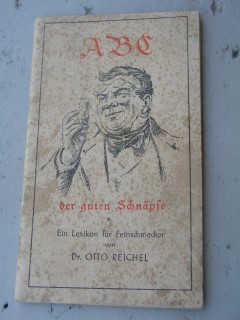 ABC
der guten Schnäpse
Ein Lexikon für Feinschmecker
von
Dr. OTTO REICHEL